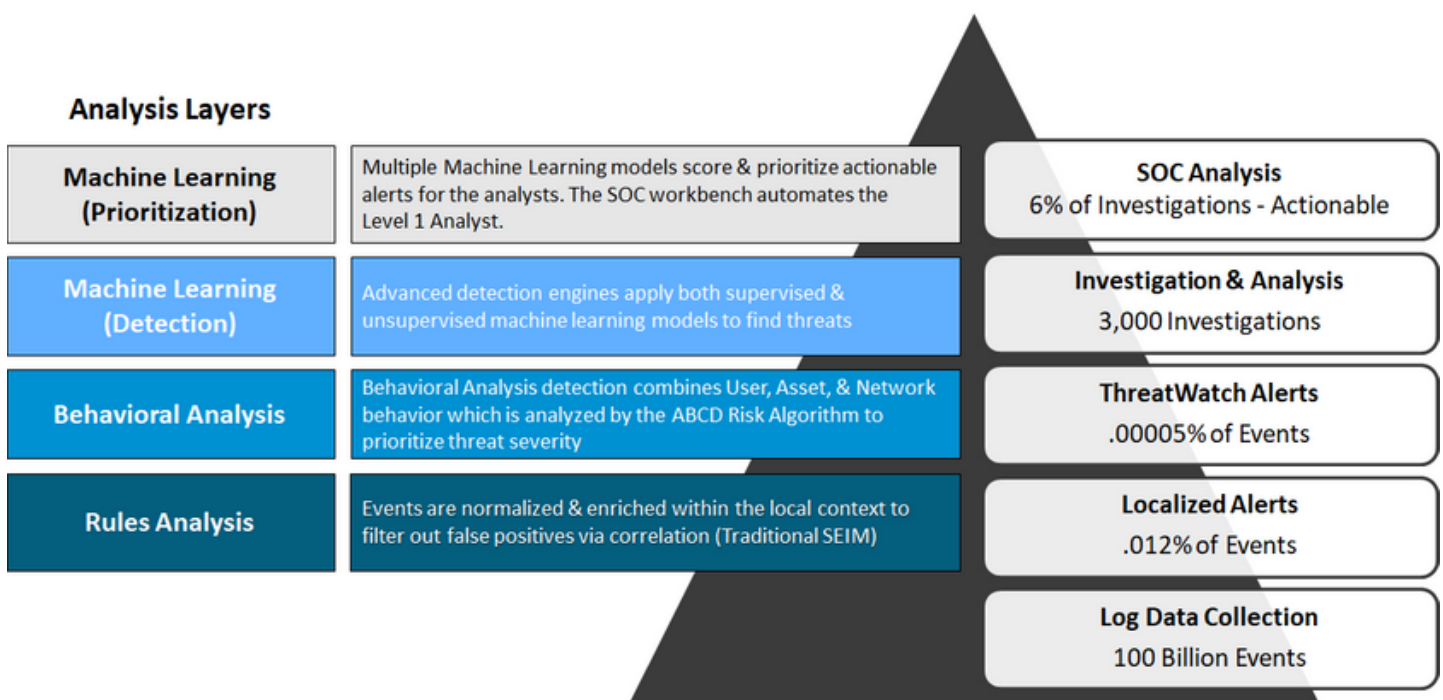 Analysis Layers
Machine Learning
(Prioritization)
Multiple Machine Learning models score & prioritize actionable
alerts for the analysts. The SOC workbench automates the
Level 1 Analyst.
SOC Analysis
6% of Investigations - Actionable
Machine Learning
(Detection)
Advanced detection engines apply both supervised &
unsupervised machine learning models to find threats
Investigation & Analysis
3,000 Investigations
Behavioral Analysis
Behavioral Analysis detection combines User, Asset, & Network
behavior which is analyzed by the ABCD Risk Algorithm to
prioritize threat severity
ThreatWatch Alerts
.00005% of Events
Rules Analysis
Events are normalized & enriched within the local context to
filter out false positives via correlation (Traditional SEIM)
Localized Alerts
.012% of Events
Log Data Collection
100 Billion Events